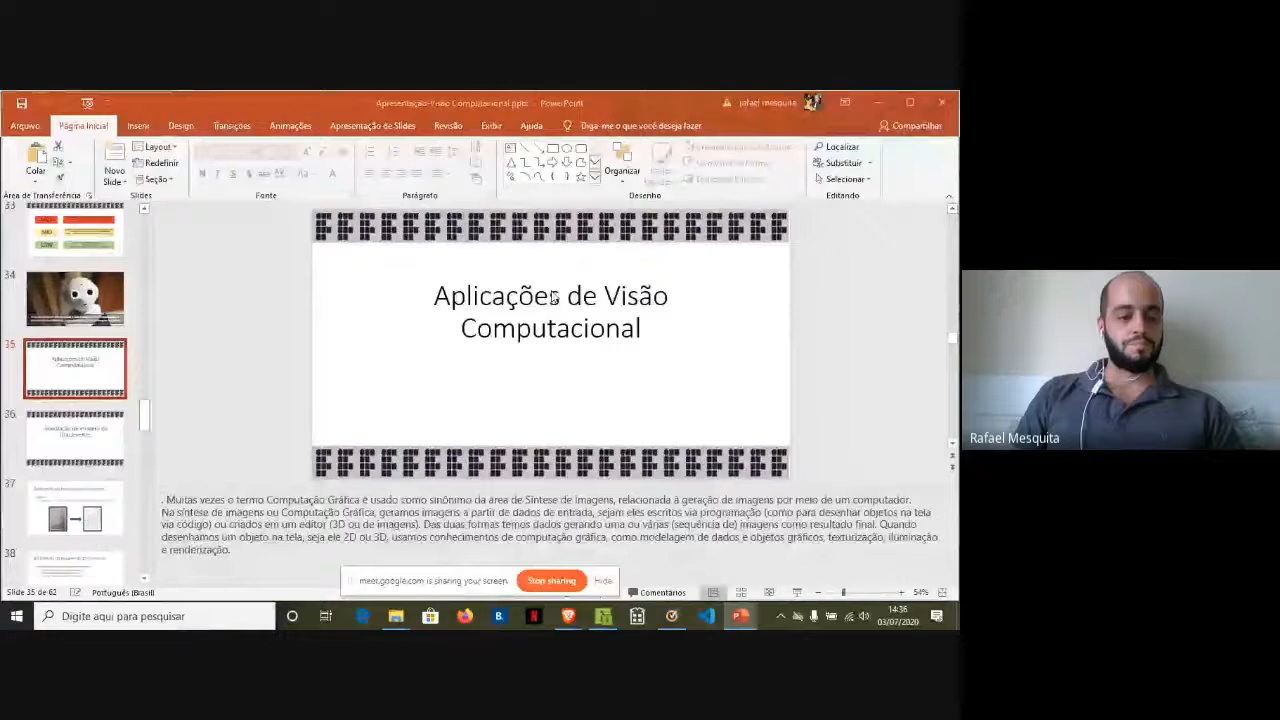 Apresentação-Visão Computacional.pptx - PowerPoint
rafael mesquita
Arquivo
Página Inicial
Inserir
Design
Transições
Animações
Apresentação de Slides
Revisão
Exibir
Ajuda
Diga-me o que você deseja fazer
Compartilhar
Colar
Novo
Slide
Layout
Redefinir
Seção
Organizar
Localizar
Substituir
Selecionar
Área de Transferência
Slides
Fonte
Parágrafo
Desenho
Editando
33
34
35
36
37
38
Aplicações de Visão
Computacional
. Muitas vezes o termo Computação Gráfica é usado como sinônimo da área de Síntese de Imagens, relacionada à geração de imagens por meio de um computador.
Na síntese de imagens ou Computação Gráfica, geramos imagens a partir de dados de entrada, sejam eles escritos via programação (como para desenhar objetos na tela
via código) ou criados em um editor (3D ou de imagens). Das duas formas temos dados gerando uma ou várias (sequência de) imagens como resultado final. Quando
desenhamos um objeto na tela, seja ele 2D ou 3D, usamos conhecimentos de computação gráfica, como modelagem de dados e objetos gráficos, texturização, iluminação
e renderização.
meet.google.com is sharing your screen.
Stop sharing
Hide
Slide 35 de 62
Português (Brasil)
Comentários
54%
Digite aqui para pesquisar
14:36
03/07/2020
Rafael Mesquita